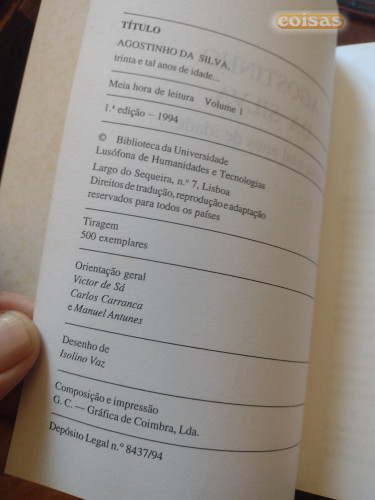 coisas
TÍTULO
AGOSTINHO DA SILVA.
trinta e tal anos de idade...
Meia hora de leitura Volume 1
1.ª edição – 1994
© Biblioteca da Universidade
Lusófona de Humanidades e Tecnologias
Largo do Sequeira, n.º 7, Lisboa
Direitos de tradução, reprodução e adaptação
reservados para todos os países
Tiragem
500 exemplares
Orientação geral
Victor de Sá
Carlos Carranca
e Manuel Antunes
Desenho de
Isolino Vaz
Composição e impressão
G. C. — Gráfica de Coimbra, Lda.
Depósito Legal n.º 8437/94